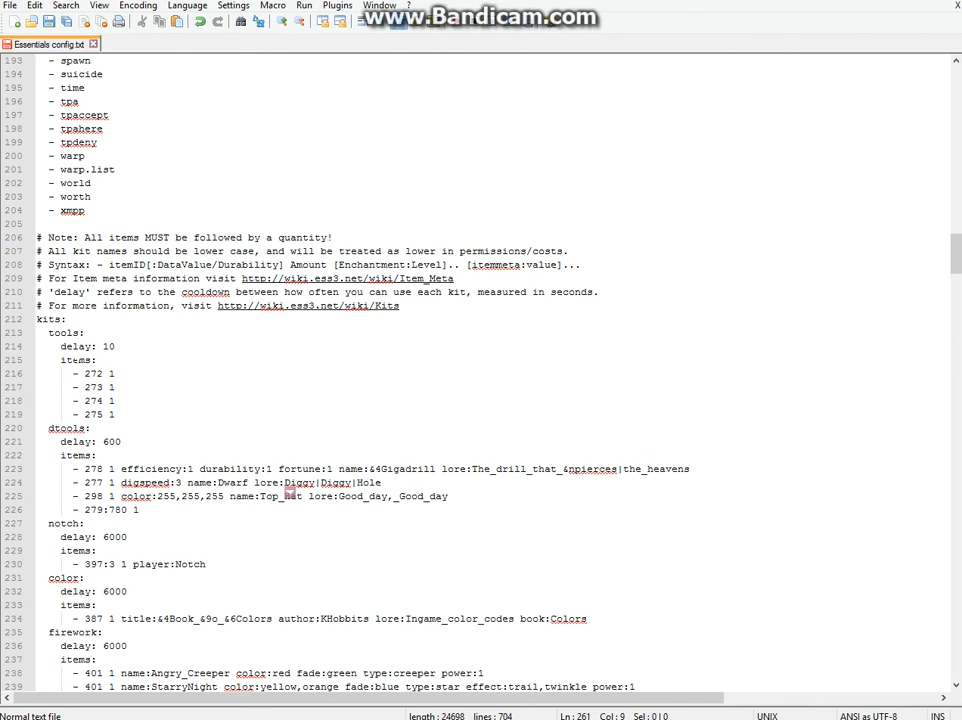 File Edit Search View Encoding Language Settings Macro Run Plugins Window ?
www.Bandicam.com
X
Essentials config.txt
193 - spawn
194 - suicide
195 - time
196 - tpa
197 - tpaccept
198 - tpahere
199 - tpdeny
200 - warp
201 - warp.list
202 - world
203 - worth
204 - xmpp
205
206 # Note: All items MUST be followed by a quantity!
207 # All kit names should be lower case, and will be treated as lower in permissions/costs.
208 # Syntax: - itemID[:DataValue/Durability] Amount [Enchantment:Level].. [itemmeta:value]...
209 # For Item meta information visit http://wiki.ess3.net/wiki/Item_Meta
210 # 'delay' refers to the cooldown between how often you can use each kit, measured in seconds.
211 # For more information, visit http://wiki.ess3.net/wiki/Kits
212 kits:
213 tools:
214 delay: 10
215 items:
216 - 272 1
217 - 273 1
218 - 274 1
219 - 275 1
220 dtools:
221 delay: 600
222 items:
223 - 278 1 efficiency:1 durability:1 fortune:1 name:&4Gigadrill lore:The_drill_that_&npierces|the_heavens
224 - 277 1 digspeed:3 name:Dwarf lore:Diggy|Diggy|Hole
225 - 298 1 color:255,255,255 name:Top_Hat lore:Good_day,_Good_day
226 - 279:780 1
227 notch:
228 delay: 6000
229 items:
230 - 397:3 1 player:Notch
231 color:
232 delay: 6000
233 items:
234 - 387 1 title:&4Book_&9o_&6Colors author:KHobbits lore:Ingame_color_codes book:Colors
235 firework:
236 delay: 6000
237 items:
238 - 401 1 name:Angry_Creeper color:red fade:green type:creeper power:1
239 - 401 1 name:StarryNight color:yellow,orange fade:blue type:star effect:trail,twinkle power:1
Normal text file length : 24698 lines : 704 Ln : 261 Col : 9 Sel : 0 | 0 UNIX ANSI as UTF-8 INS